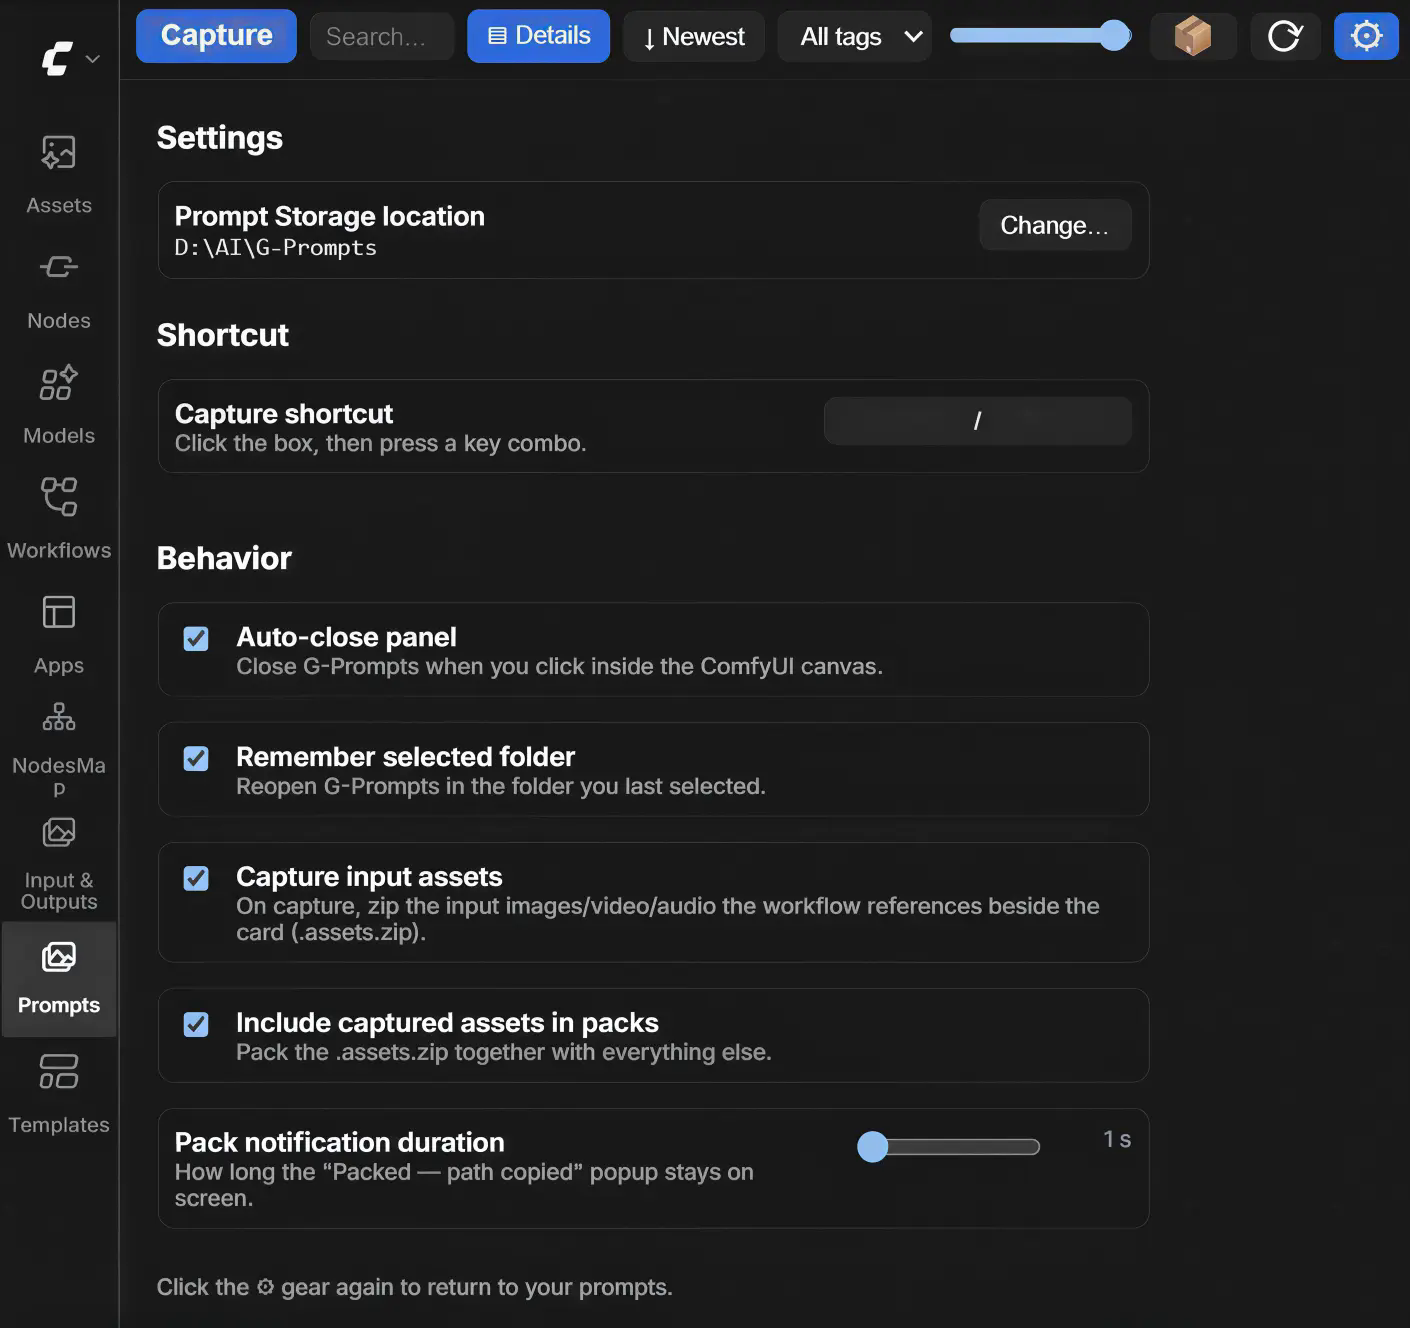 Capture
Search...
Details
↓ Newest
All tags
Assets
Nodes
Models
Workflows
Apps
NodesMa
p
Input &
Outputs
Prompts
Templates
Settings
Prompt Storage location
D:\AI\G-Prompts
Change...
Shortcut
Capture shortcut
Click the box, then press a key combo.
/
Behavior
Auto-close panel
Close G-Prompts when you click inside the ComfyUI canvas.
Remember selected folder
Reopen G-Prompts in the folder you last selected.
Capture input assets
On capture, zip the input images/video/audio the workflow references beside the
card (.assets.zip).
Include captured assets in packs
Pack the .assets.zip together with everything else.
Pack notification duration
How long the “Packed — path copied” popup stays on
screen.
1 s
Click the ⚙ gear again to return to your prompts.